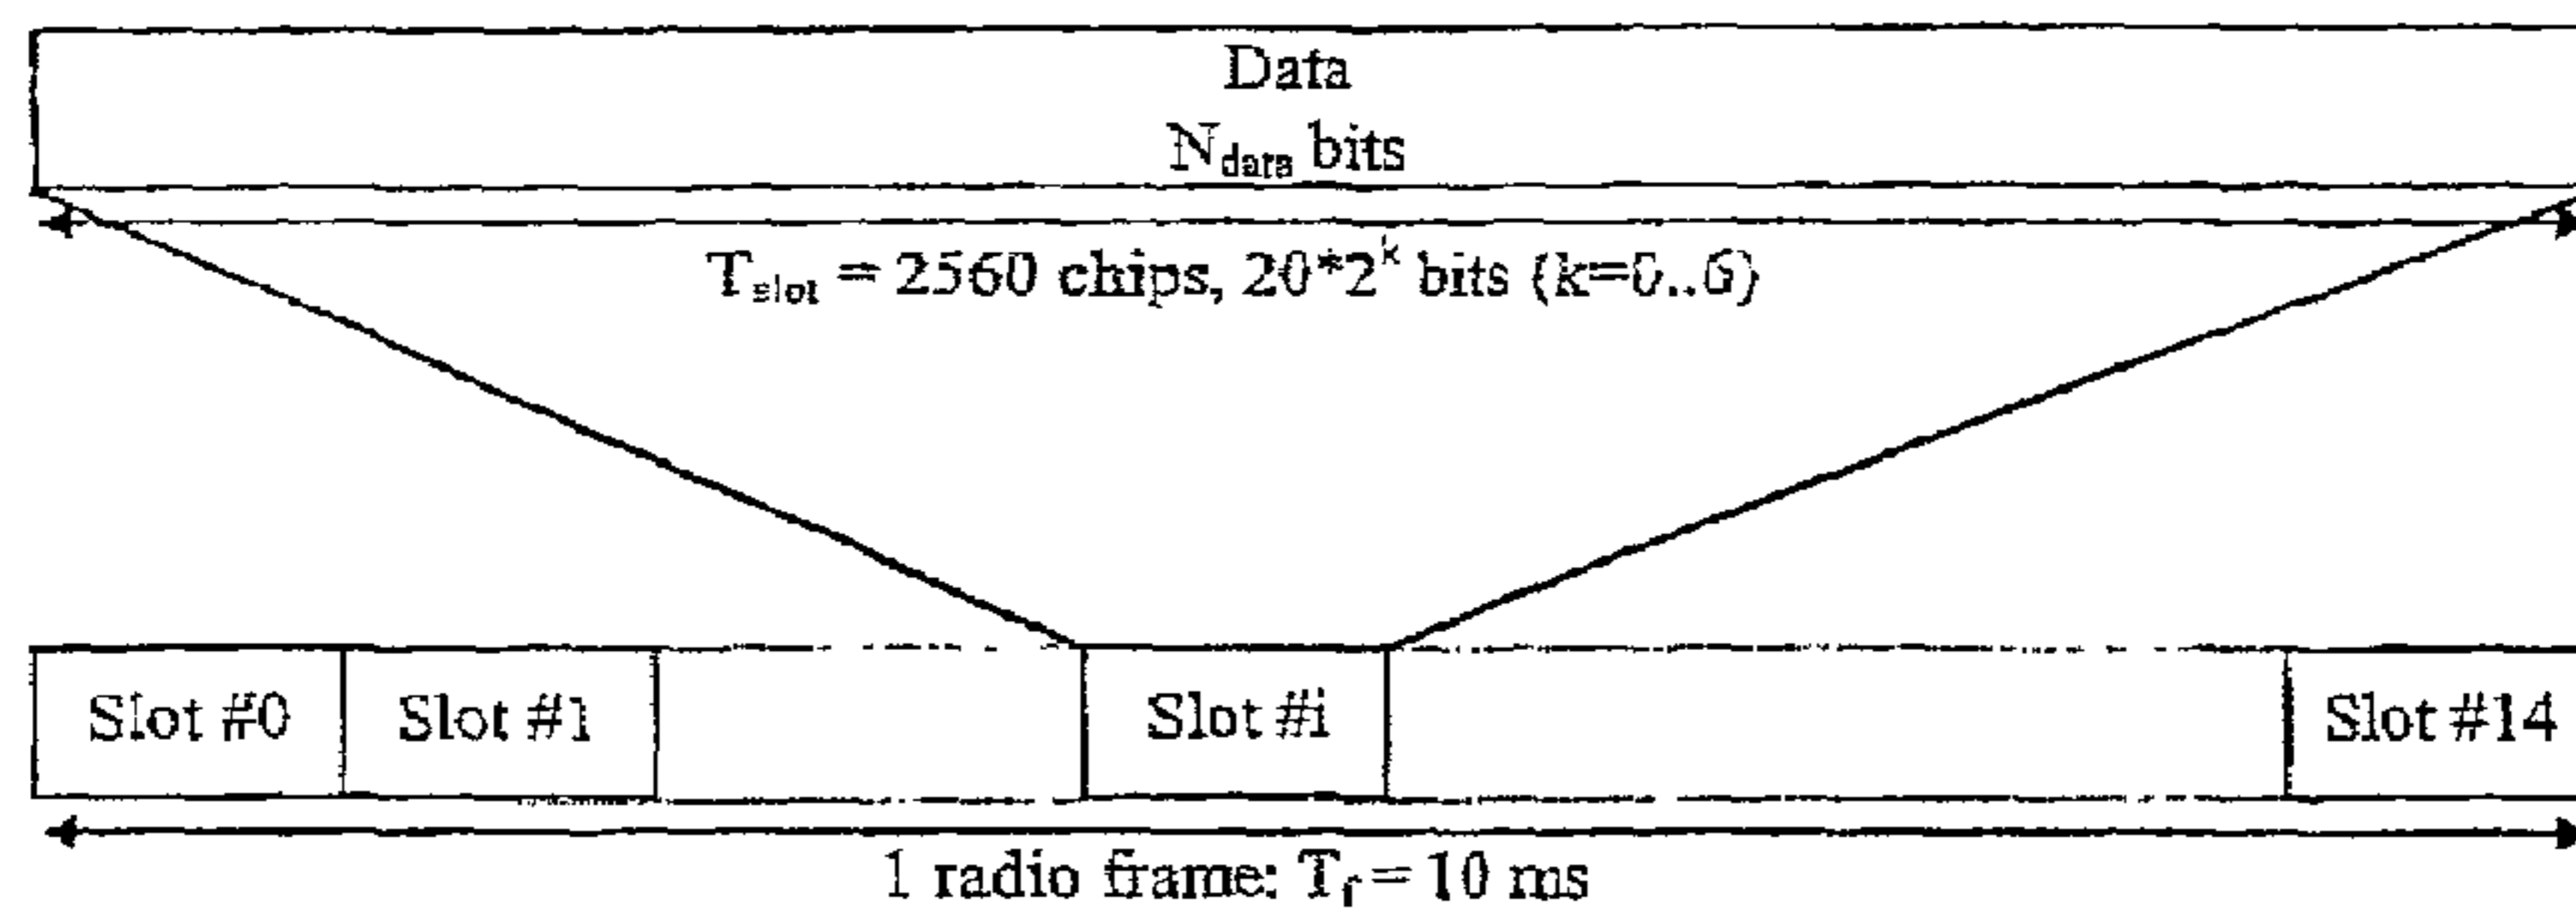 Data
N_data bits
T_slot = 2560 chips, 20*2^k bits (k=0..6)
Slot #0 Slot #1 Slot #i Slot #14
1 radio frame: T_f = 10 ms